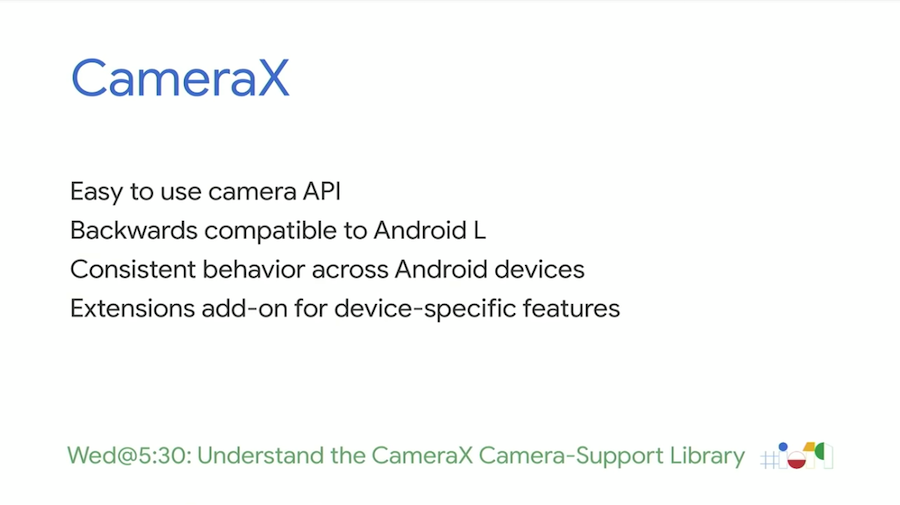 CameraX
Easy to use camera API
Backwards compatible to Android L
Consistent behavior across Android devices
Extensions add-on for device-specific features
Wed@5:30: Understand the CameraX Camera-Support Library #io19